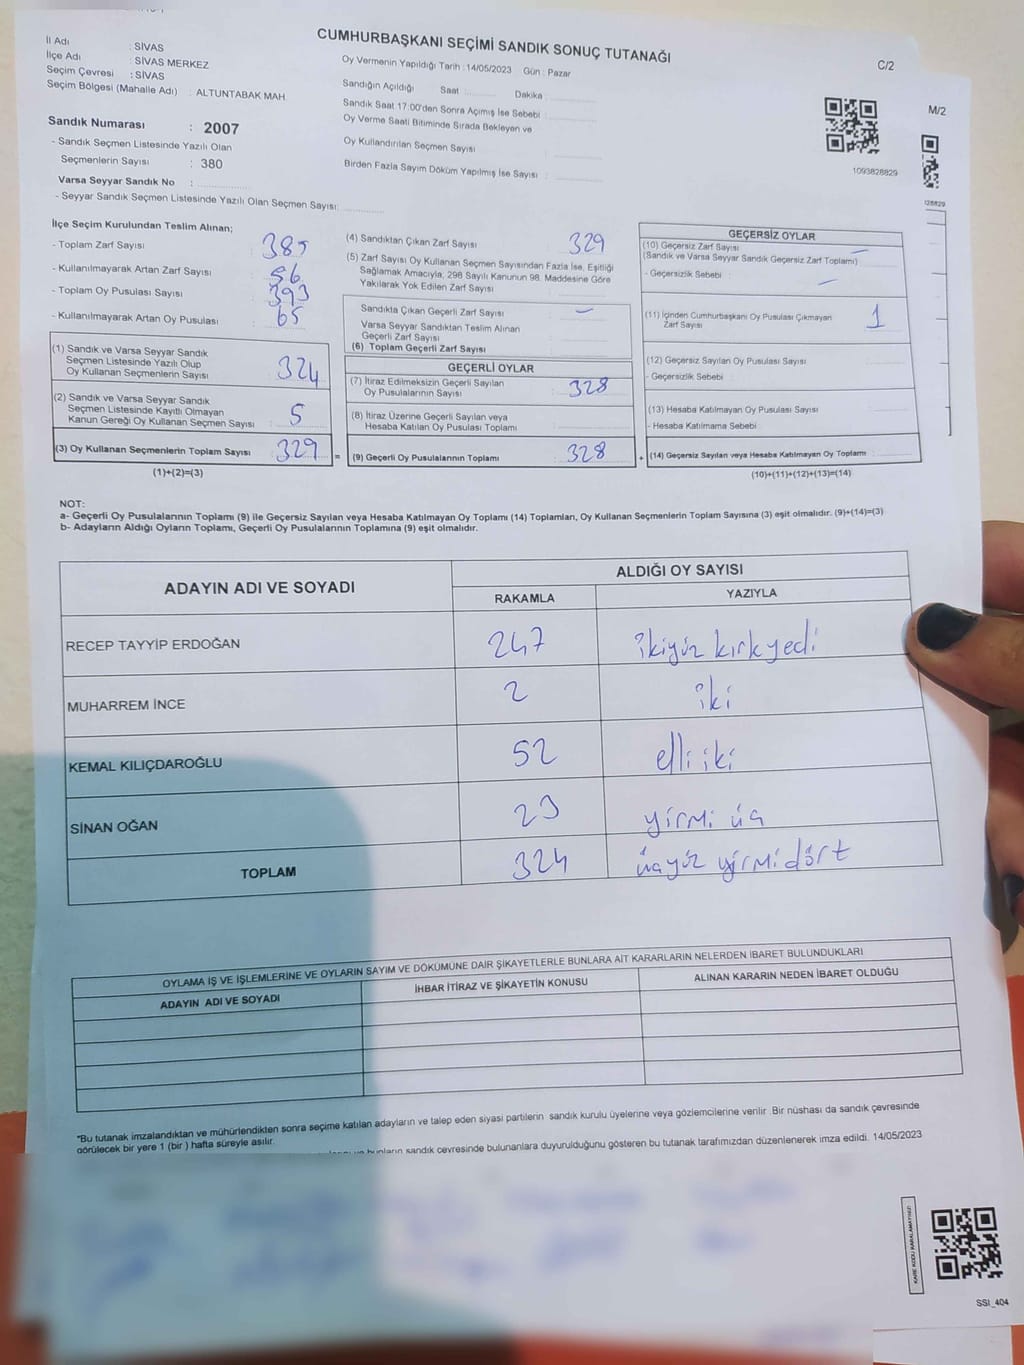 CUMHURBAŞKANI SEÇİMİ SANDIK SONUÇ TUTANAĞI
C/2
M/2
İl Adı : SİVAS
İlçe Adı : SİVAS MERKEZ
Seçim Çevresi : SİVAS
Seçim Bölgesi (Mahalle Adı) : ALTUNTABAK MAH
Sandık Numarası : 2007
- Sandık Seçmen Listesinde Yazılı Olan
Seçmenlerin Sayısı : 380
Varsa Seyyar Sandık No :
- Seyyar Sandık Seçmen Listesinde Yazılı Olan Seçmen Sayısı:
Oy Vermenin Yapıldığı Tarih : 14/05/2023 Gün : Pazar
Sandığın Açıldığı Saat Dakika :
Sandık Saat 17:00'den Sonra Açımış İse Sebebi :
Oy Verme Saati Bitiminde Sırada Bekleyen ve
Oy Kullandırılan Seçmen Sayısı :
Birden Fazla Sayım Döküm Yapılmış İse Sayısı :
1093828829
İlçe Seçim Kurulundan Teslim Alınan;
- Toplam Zarf Sayısı : 385
- Kullanılmayarak Artan Zarf Sayısı : 56
- Toplam Oy Pusulası Sayısı : 393
- Kullanılmayarak Artan Oy Pusulası : 65
(1) Sandık ve Varsa Seyyar Sandık
Seçmen Listesinde Yazılı Olup
Oy Kullanan Seçmenlerin Sayısı : 324
(2) Sandık ve Varsa Seyyar Sandık
Seçmen Listesinde Kayıtlı Olmayan
Kanun Gereği Oy Kullanan Seçmen Sayısı : 5
(3) Oy Kullanan Seçmenlerin Toplam Sayısı : 329
(1)+(2)=(3)
=
(4) Sandıktan Çıkan Zarf Sayısı : 329
(5) Zarf Sayısı Oy Kullanan Seçmen Sayısından Fazla İse, Eşitliği
Sağlamak Amacıyla, 298 Sayılı Kanunun 98. Maddesine Göre
Yakılarak Yok Edilen Zarf Sayısı :
Sandıkta Çıkan Geçerli Zarf Sayısı : –
Varsa Seyyar Sandıktan Teslim Alınan
Geçerli Zarf Sayısı :
(6) Toplam Geçerli Zarf Sayısı
GEÇERLİ OYLAR
(7) İtiraz Edilmeksizin Geçerli Sayılan
Oy Pusulalarının Sayısı : 328
(8) İtiraz Üzerine Geçerli Sayılan veya
Hesaba Katılan Oy Pusulası Toplamı :
(9) Geçerli Oy Pusulalarının Toplamı : 328
+
GEÇERSİZ OYLAR
(10) Geçersiz Zarf Sayısı
(Sandık ve Varsa Seyyar Sandık Geçersiz Zarf Toplamı) : –
- Geçersizlik Sebebi : –
(11) İçinden Cumhurbaşkanı Oy Pusulası Çıkmayan
Zarf Sayısı : 1
(12) Geçersiz Sayılan Oy Pusulası Sayısı :
- Geçersizlik Sebebi :
(13) Hesaba Katılmayan Oy Pusulası Sayısı :
- Hesaba Katılmama Sebebi :
(14) Geçersiz Sayılan veya Hesaba Katılmayan Oy Toplamı :
(10)+(11)+(12)+(13)=(14)
NOT:
a- Geçerli Oy Pusulalarının Toplamı (9) ile Geçersiz Sayılan veya Hesaba Katılmayan Oy Toplamı (14) Toplamları, Oy Kullanan Seçmenlerin Toplam Sayısına (3) eşit olmalıdır. (9)+(14)=(3)
b- Adayların Aldığı Oyların Toplamı, Geçerli Oy Pusulalarının Toplamına (9) eşit olmalıdır.
ADAYIN ADI VE SOYADI
ALDIĞI OY SAYISI
RAKAMLA YAZIYLA
RECEP TAYYİP ERDOĞAN 247 ikiyüz kırkyedi
MUHARREM İNCE 2 iki
KEMAL KILIÇDAROĞLU 52 elli iki
SİNAN OĞAN 23 yirmi üç
TOPLAM 324 üçyüz yirmi dört
OYLAMA İŞ VE İŞLEMLERİNE VE OYLARIN SAYIM VE DÖKÜMÜNE DAİR ŞİKAYETLERLE BUNLARA AİT KARARLARIN NELERDEN İBARET BULUNDUKLARI
ADAYIN ADI VE SOYADI İHBAR İTİRAZ VE ŞİKAYETİN KONUSU ALINAN KARARIN NEDEN İBARET OLDUĞU
*Bu tutanak imzalandıktan ve mühürlendikten sonra seçime katılan adayların ve talep eden siyasi partilerin sandık kurulu üyelerine veya gözlemcilerine verilir. Bir nüshası da sandık çevresinde
görülecek bir yere 1 (bir) hafta süreyle asılır.
bunların sandık çevresinde bulunanlara duyurulduğunu gösteren bu tutanak tarafımızdan düzenlenerek imza edildi. 14/05/2023
KARE KODU KARALAMAYINIZ!
SSI_404